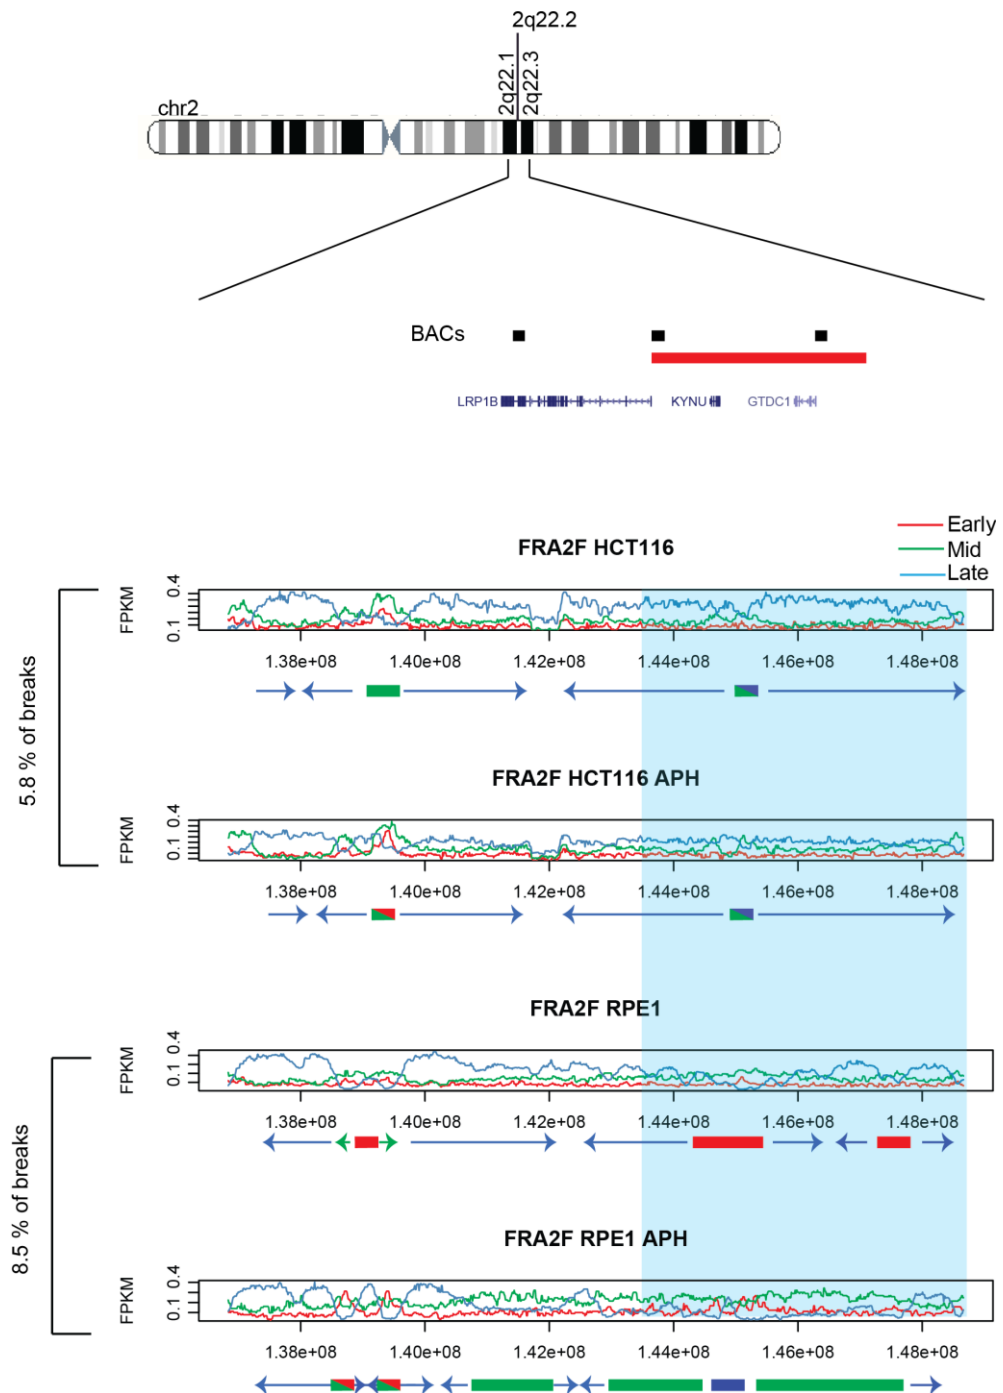 2q22.2
2q22.1
2q22.3
chr2
BACs
LRP1B KYNU GTDC1
Early
Mid
Late
FRA2F HCT116
FPKM
0.4
0.1
1.38e+08 1.40e+08 1.42e+08 1.44e+08 1.46e+08 1.48e+08
5.8 % of breaks
FRA2F HCT116 APH
FPKM
0.4
0.1
1.38e+08 1.40e+08 1.42e+08 1.44e+08 1.46e+08 1.48e+08
FRA2F RPE1
FPKM
0.4
0.1
1.38e+08 1.40e+08 1.42e+08 1.44e+08 1.46e+08 1.48e+08
8.5 % of breaks
FRA2F RPE1 APH
FPKM
0.4
0.1
1.38e+08 1.40e+08 1.42e+08 1.44e+08 1.46e+08 1.48e+08